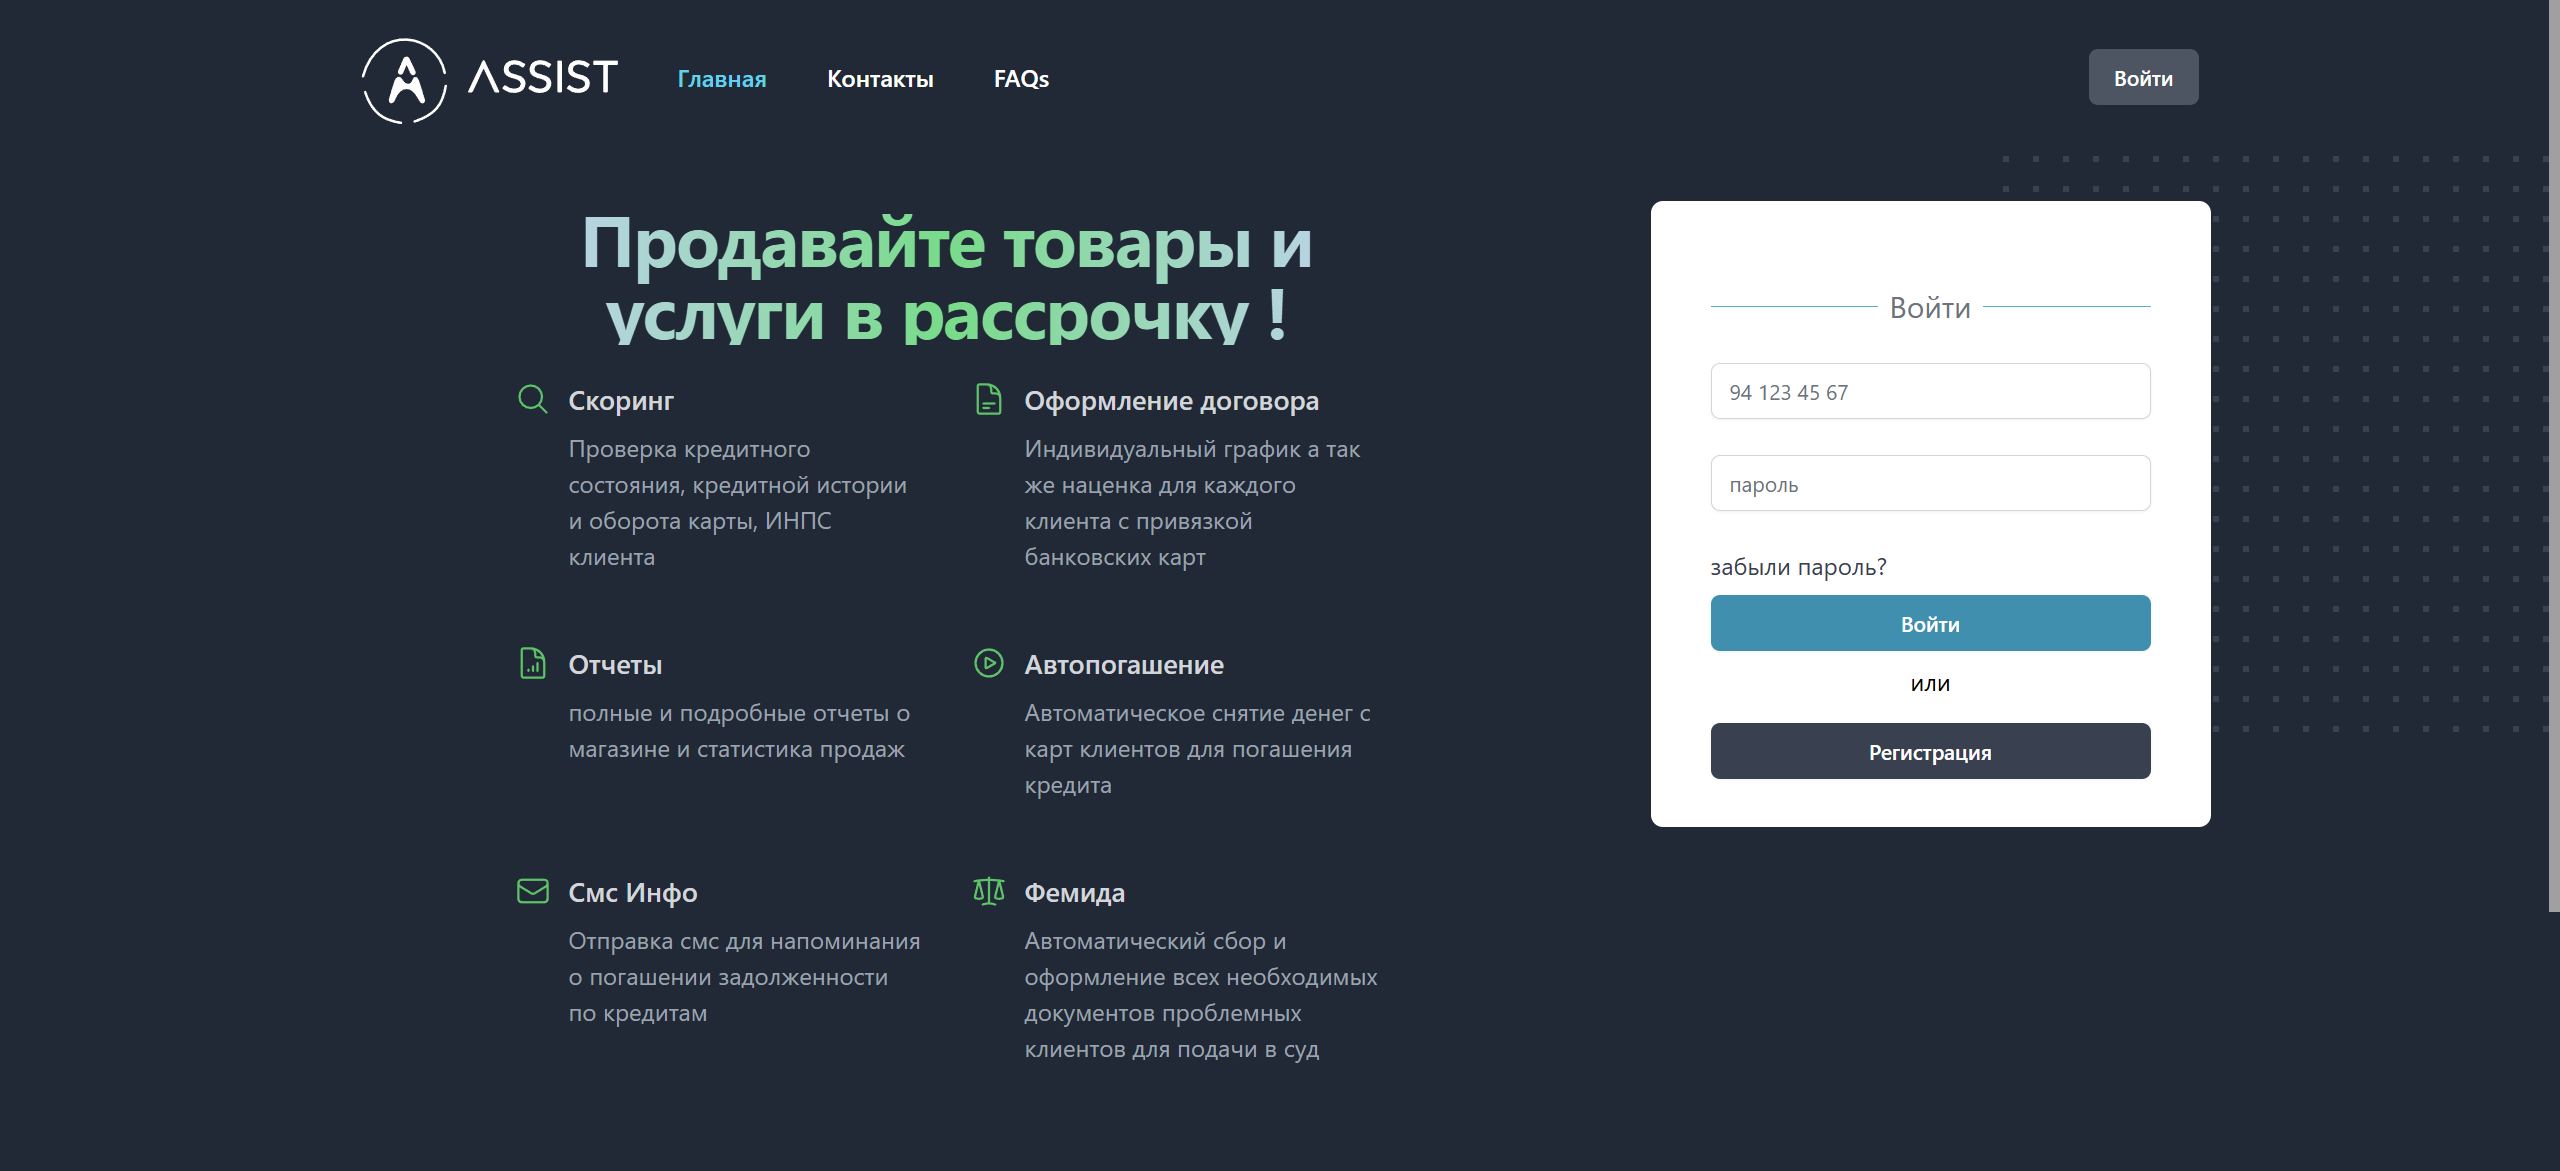 ASSIST
Главная
Контакты
FAQs
Войти
Продавайте товары и
услуги в рассрочку !
Скоринг
Проверка кредитного
состояния, кредитной истории
и оборота карты, ИНПС
клиента
Оформление договора
Индивидуальный график а так
же наценка для каждого
клиента с привязкой
банковских карт
Отчеты
полные и подробные отчеты о
магазине и статистика продаж
Автопогашение
Автоматическое снятие денег с
карт клиентов для погашения
кредита
Смс Инфо
Отправка смс для напоминания
о погашении задолженности
по кредитам
Фемида
Автоматический сбор и
оформление всех необходимых
документов проблемных
клиентов для подачи в суд
Войти
94 123 45 67
пароль
забыли пароль?
Войти
или
Регистрация